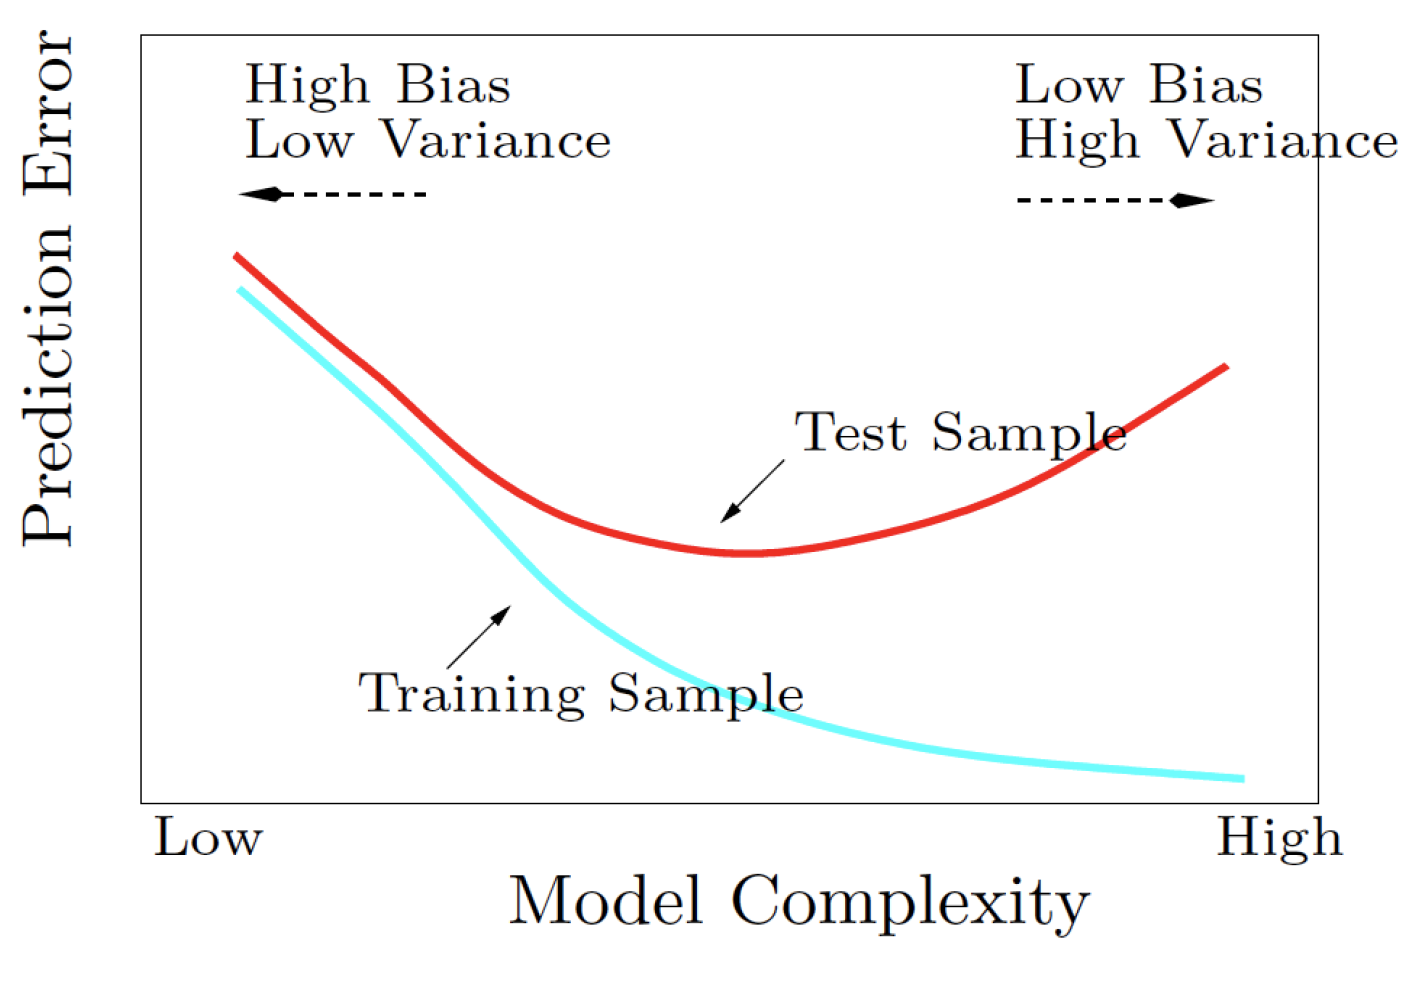 Prediction Error
High Bias
Low Variance
Low Bias
High Variance
Test Sample
Training Sample
Low
High
Model Complexity